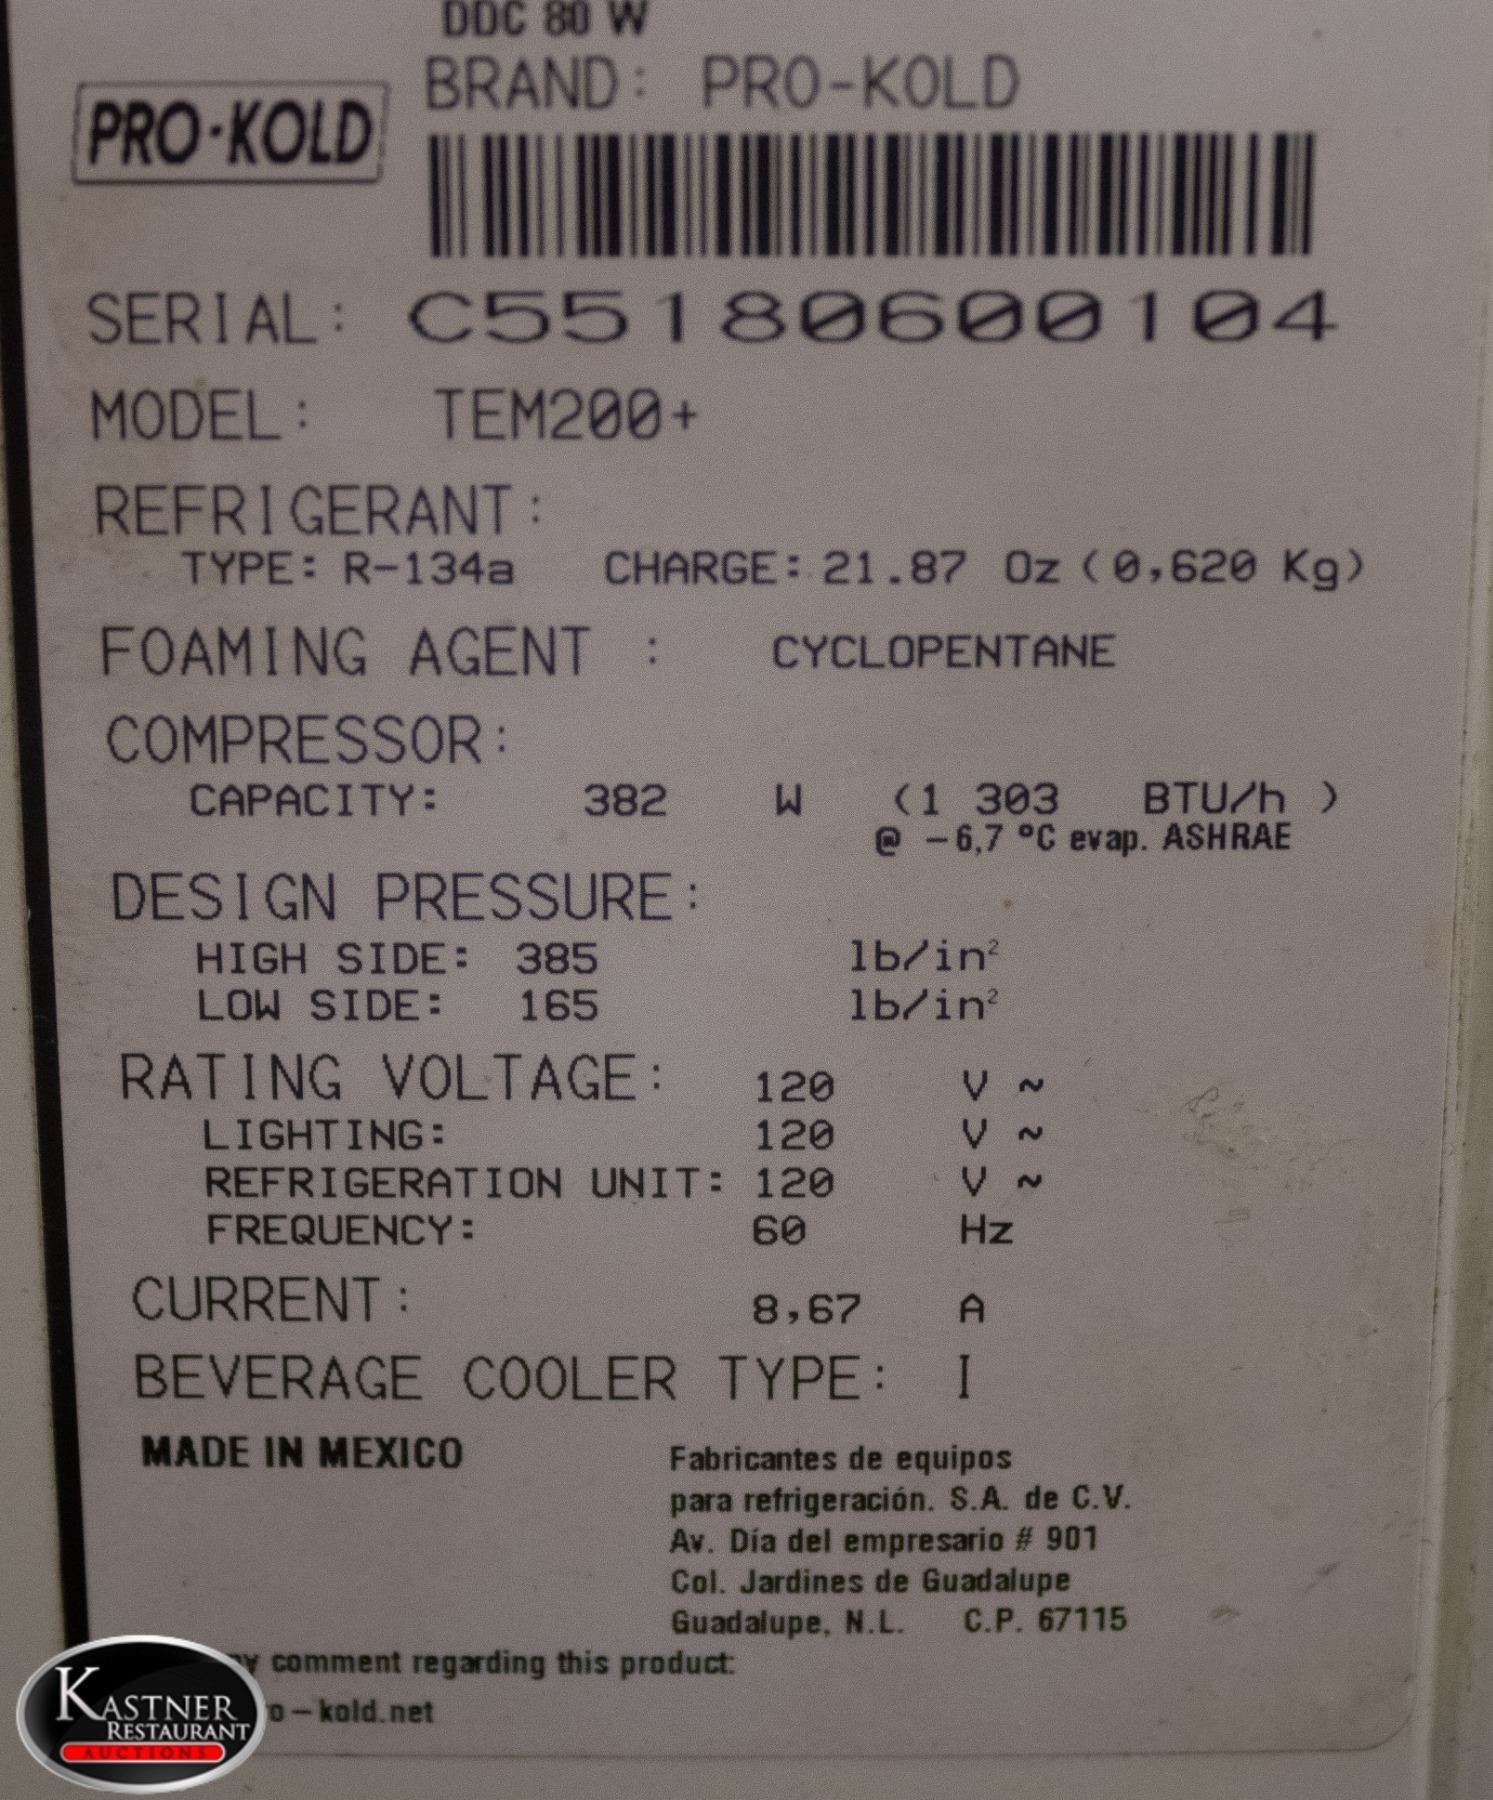 DDC 80 W
BRAND: PRO-KOLD
PRO·KOLD
SERIAL: C55180600104
MODEL: TEM200+
REFRIGERANT:
TYPE: R-134a CHARGE: 21.87 Oz (0,620 Kg)
FOAMING AGENT : CYCLOPENTANE
COMPRESSOR:
CAPACITY: 382 W (1 303 BTU/h )
@ -6,7 °C evap. ASHRAE
DESIGN PRESSURE:
HIGH SIDE: 385 lb/in²
LOW SIDE: 165 lb/in²
RATING VOLTAGE: 120 V ~
LIGHTING: 120 V ~
REFRIGERATION UNIT: 120 V ~
FREQUENCY: 60 Hz
CURRENT: 8,67 A
BEVERAGE COOLER TYPE: I
MADE IN MEXICO
Fabricantes de equipos
para refrigeración. S.A. de C.V.
Av. Día del empresario # 901
Col. Jardines de Guadalupe
Guadalupe, N.L. C.P. 67115
comment regarding this product:
o-kold.net
KASTNER
RESTAURANT
AUCTIONS